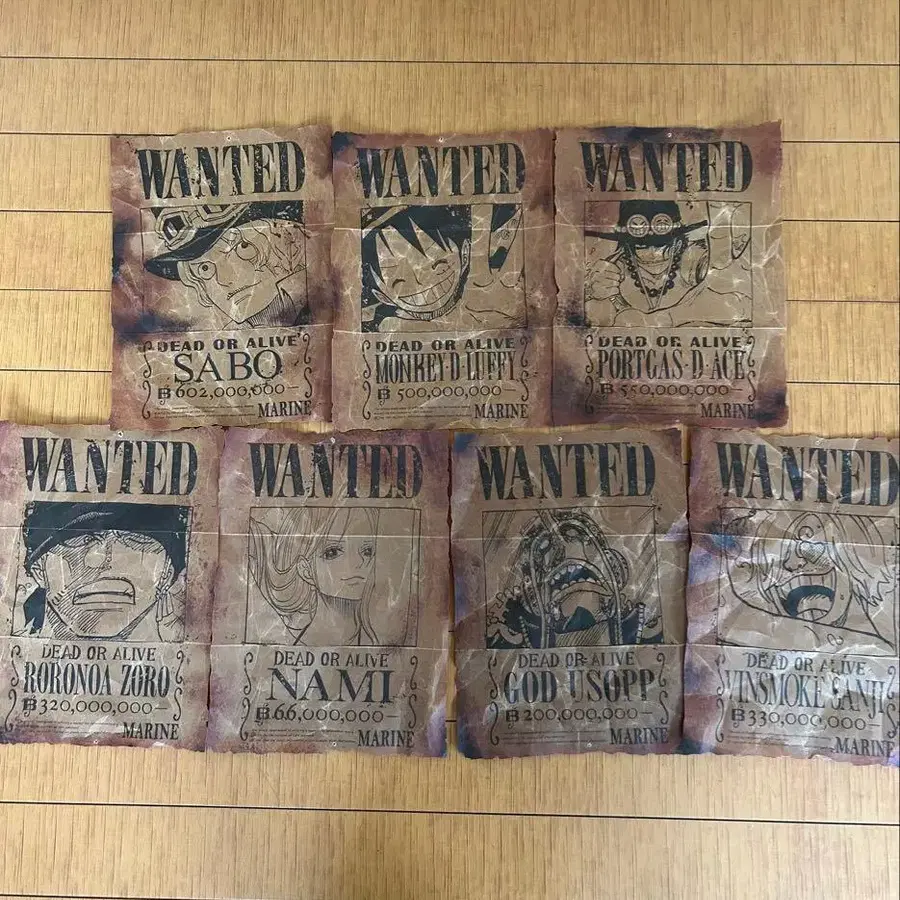 WANTED
DEAD OR ALIVE
SABO
฿602,000,000—
MARINE
WANTED
DEAD OR ALIVE
MONKEY·D·LUFFY
฿500,000,000—
MARINE
WANTED
DEAD OR ALIVE
PORTGAS·D·ACE
฿550,000,000—
MARINE
WANTED
DEAD OR ALIVE
RORONOA ZORO
฿320,000,000—
MARINE
WANTED
DEAD OR ALIVE
NAMI
฿66,000,000—
MARINE
WANTED
DEAD OR ALIVE
GOD USOPP
฿200,000,000—
MARINE
WANTED
DEAD OR ALIVE
VINSMOKE SANJI
฿330,000,000—
MARINE